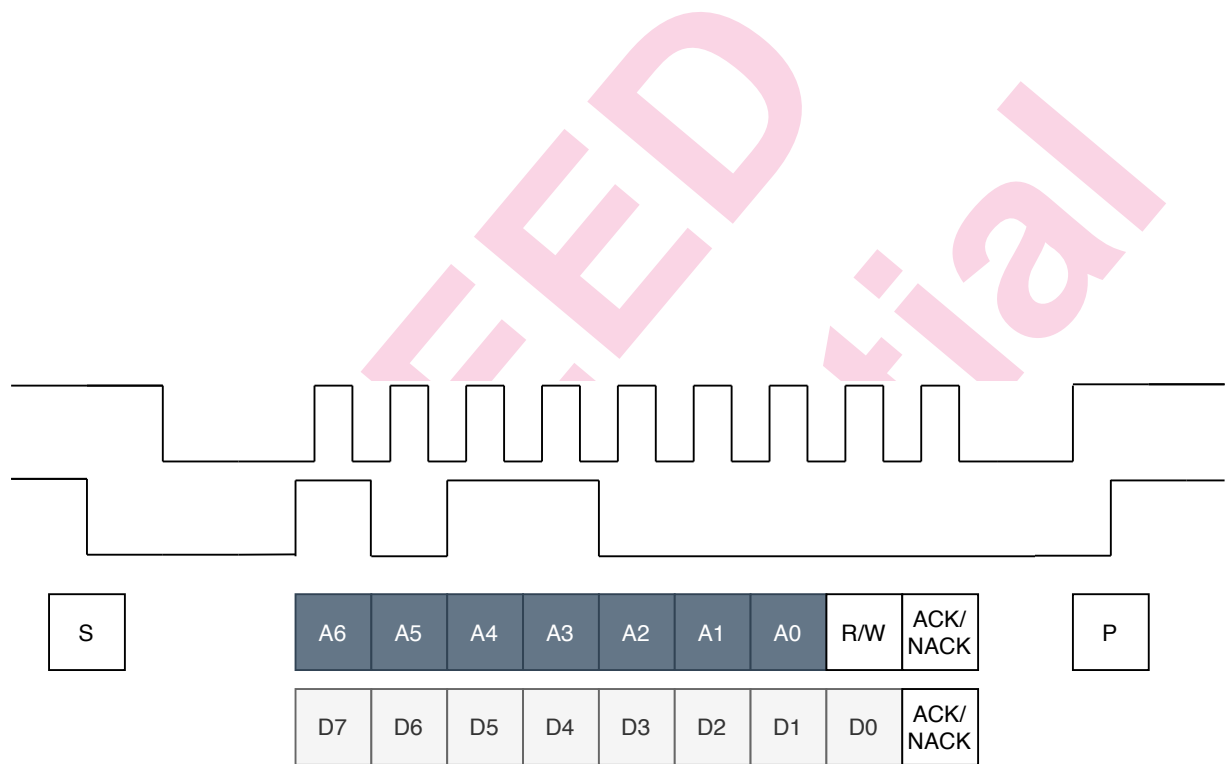 S
A6 A5 A4 A3 A2 A1 A0 R/W ACK/
NACK
P
D7 D6 D5 D4 D3 D2 D1 D0 ACK/
NACK